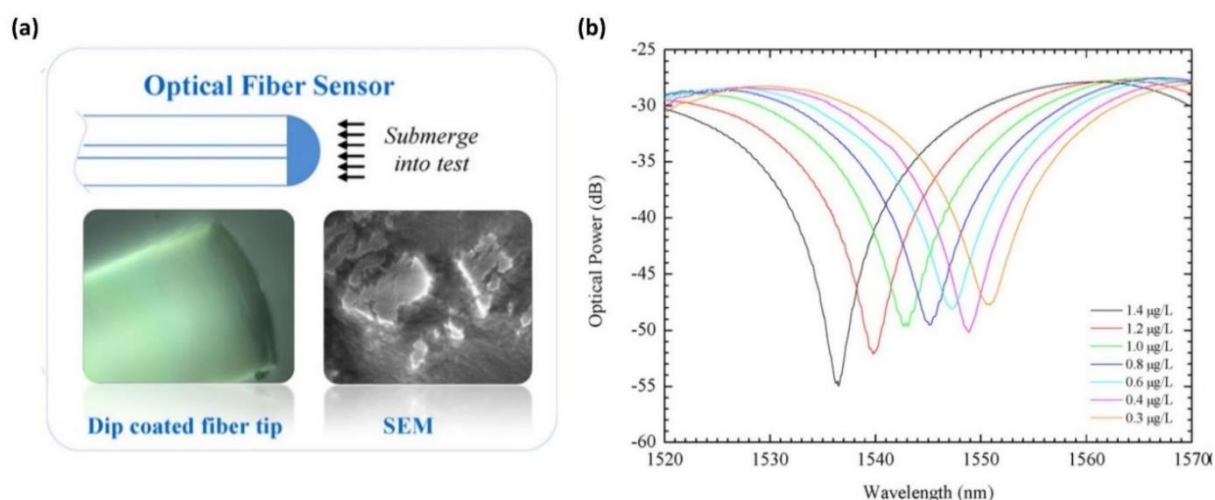 (a)
Optical Fiber Sensor
Submerge
into test
Dip coated fiber tip
SEM
(b)
-25
-30
-35
-40
-45
-50
-55
-60
Optical Power (dB)
1.4 μg/L
1.2 μg/L
1.0 μg/L
0.8 μg/L
0.6 μg/L
0.4 μg/L
0.3 μg/L
1520 1530 1540 1550 1560 1570
Wavelength (nm)